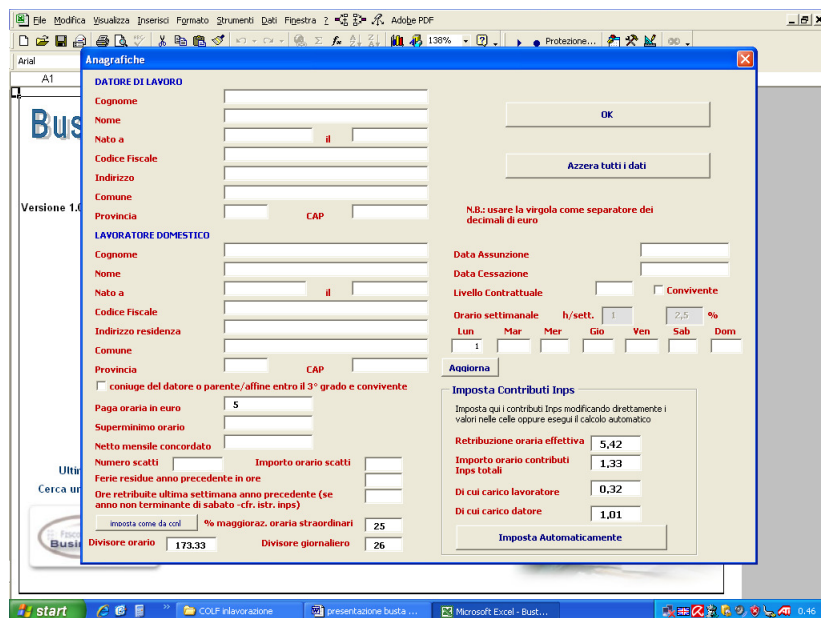 File Modifica Visualizza Inserisci Formato Strumenti Dati Finestra ? Adobe PDF
138% Protezione...
Arial
A1
Anagrafiche
Bus
Versione 1.0
Ultir
Cerca ur
Busi
DATORE DI LAVORO
Cognome
Nome
Nato a il
Codice Fiscale
Indirizzo
Comune
Provincia CAP
LAVORATORE DOMESTICO
Cognome
Nome
Nato a il
Codice Fiscale
Indirizzo residenza
Comune
Provincia CAP
coniuge del datore o parente/affine entro il 3° grado e convivente
Paga oraria in euro 5
Superminimo orario
Netto mensile concordato
Numero scatti Importo orario scatti
Ferie residue anno precedente in ore
Ore retribuite ultima settimana anno precedente (se
anno non terminante di sabato -cfr. istr. inps)
imposta come da ccnl % maggioraz. oraria straordinari 25
Divisore orario 173.33 Divisore giornaliero 26
OK
Azzera tutti i dati
N.B.: usare la virgola come separatore dei
decimali di euro
Data Assunzione
Data Cessazione
Livello Contrattuale Convivente
Orario settimanale h/sett. 1 2,5 %
Lun Mar Mer Gio Ven Sab Dom
1
Aggiorna
Imposta Contributi Inps
Imposta qui i contributi Inps modificando direttamente i
valori nelle celle oppure esegui il calcolo automatico
Retribuzione oraria effettiva 5,42
Importo orario contributi
Inps totali 1,33
Di cui carico lavoratore 0,32
Di cui carico datore 1,01
Imposta Automaticamente
start COLF inlavorazione presentazione busta ... Microsoft Excel - Bust... 0.46